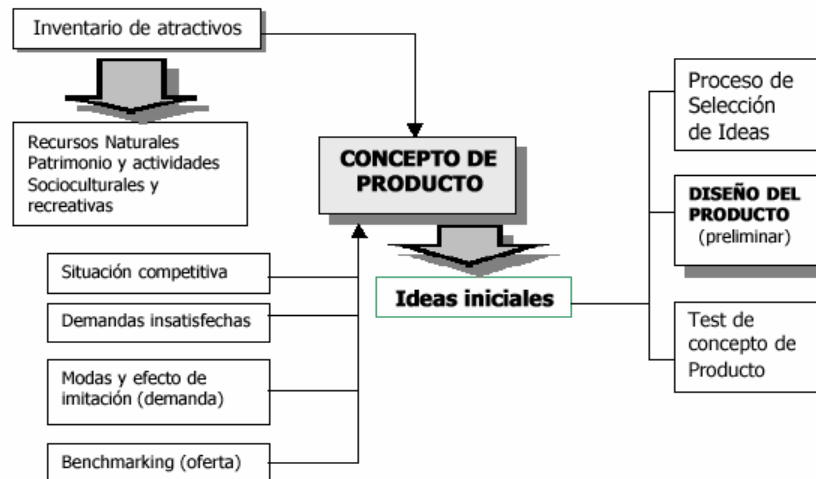 Inventario de atractivos
Recursos Naturales
Patrimonio y actividades
Socioculturales y
recreativas
CONCEPTO DE
PRODUCTO
Situación competitiva
Demandas insatisfechas
Modas y efecto de
imitación (demanda)
Benchmarking (oferta)
Ideas iniciales
Proceso de
Selección
de Ideas
DISEÑO DEL
PRODUCTO
(preliminar)
Test de
concepto de
Producto